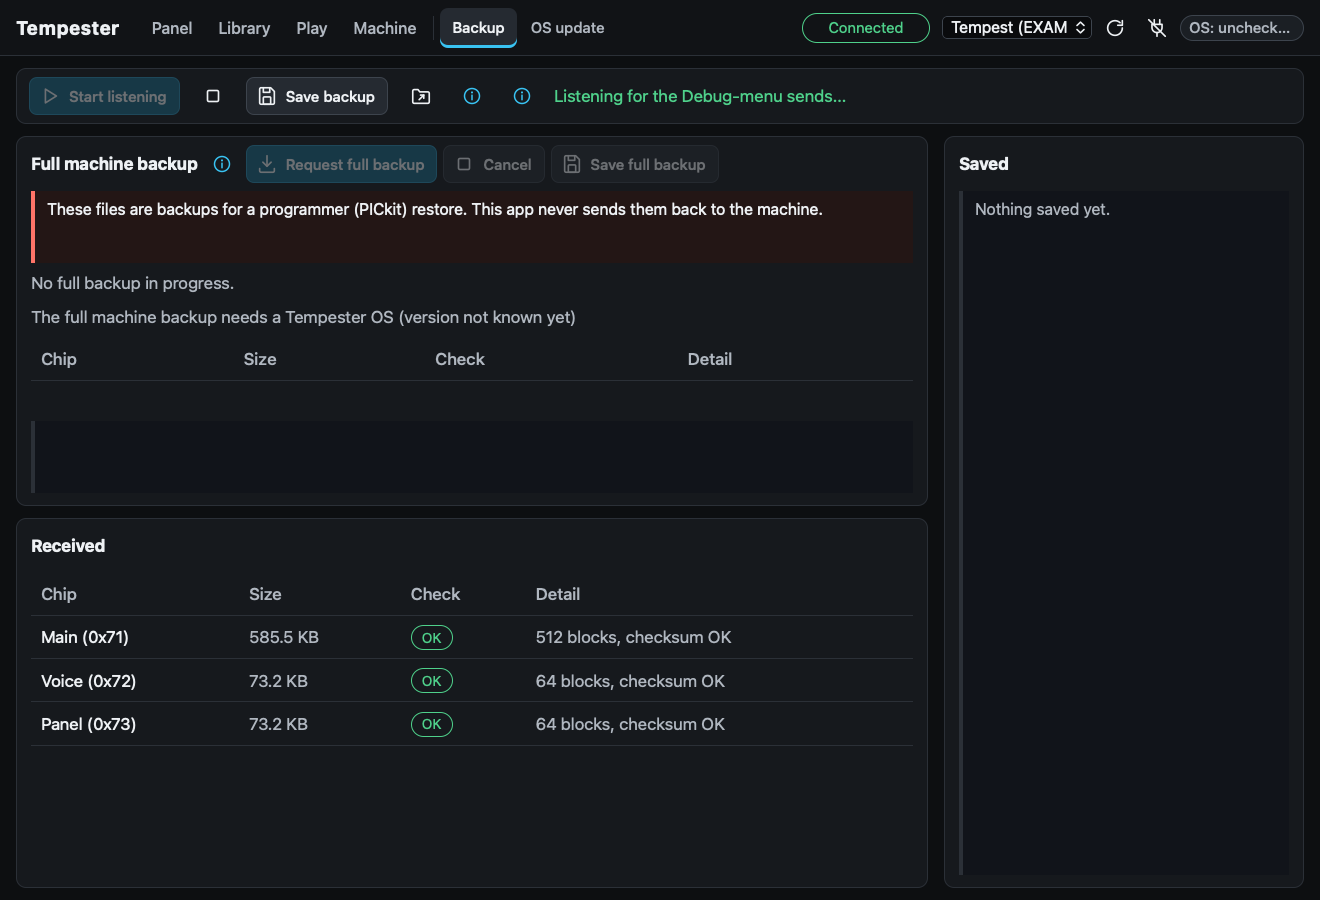 Tempester Panel Library Play Machine Backup OS update Connected Tempest (EXAM OS: uncheck...
Start listening Save backup Listening for the Debug-menu sends...
Full machine backup Request full backup Cancel Save full backup
These files are backups for a programmer (PICkit) restore. This app never sends them back to the machine.
No full backup in progress.
The full machine backup needs a Tempester OS (version not known yet)
Chip Size Check Detail
Received
Chip Size Check Detail
Main (0x71) 585.5 KB OK 512 blocks, checksum OK
Voice (0x72) 73.2 KB OK 64 blocks, checksum OK
Panel (0x73) 73.2 KB OK 64 blocks, checksum OK
Saved
Nothing saved yet.